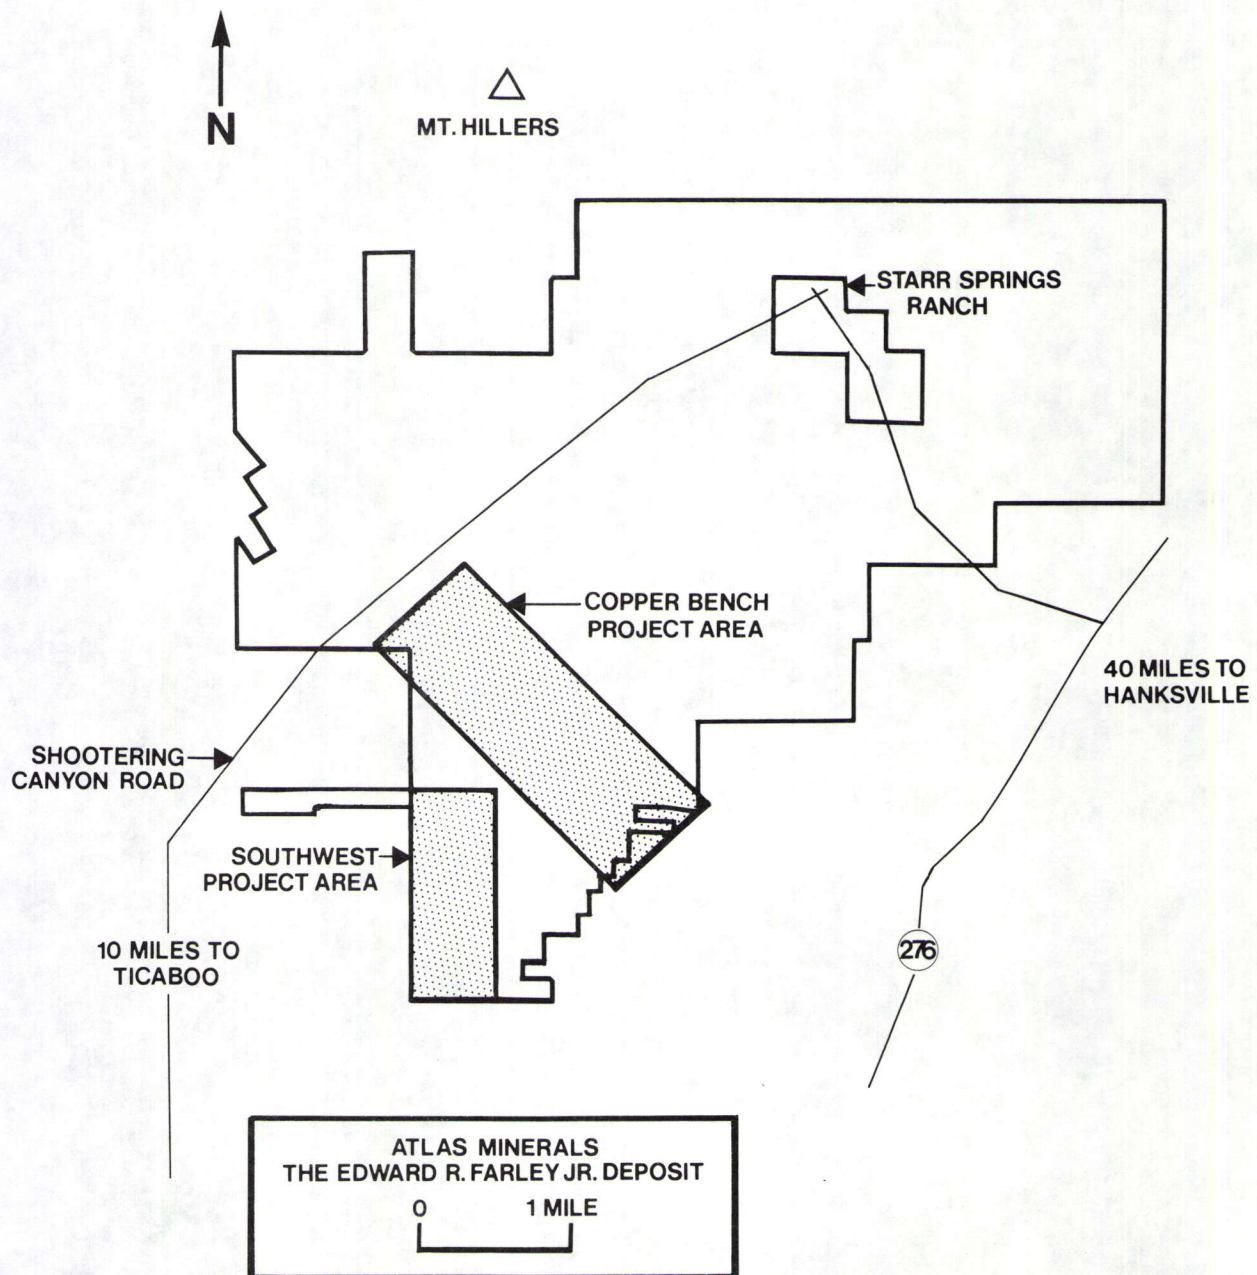 N
MT. HILLERS
STARR SPRINGS
RANCH
COPPER BENCH
PROJECT AREA
40 MILES TO
HANKSVILLE
SHOOTERING
CANYON ROAD
SOUTHWEST
PROJECT AREA
10 MILES TO
TICABOO
276
ATLAS MINERALS
THE EDWARD R. FARLEY JR. DEPOSIT
0 1 MILE